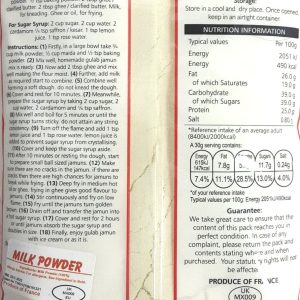 2 tbsp ghee / clarified butter. Milk,
for kneading. Ghee or oil, for frying.
For Sugar Syrup: 2 cup sugar. 2 cup water. 2
cardamom ¼ tsp saffron / kesar. 1 tsp lemon
juice. 1 tsp rose water.
Instructions: (1) Firstly, in a large bowl take ¾
cup milk powder, ½ cup maida and ½ tsp baking
powder. (2) Mix well, homemade gulab jamun
mix is ready. (3) Now add 2 tbsp ghee and mix
well making the flour moist. (4) Further, add milk
as required start to combine. (5) Combine well
forming a soft dough. do not knead the dough.
(6) Cover and rest for 10 minutes. (7) Meanwhile,
prepare the sugar syrup by taking 2 cup sugar, 2
cup water, 2 cardamom and ¼ tsp saffron.
(8) Mix well and boil for 5 minutes or until the
sugar syrup turns sticky. do not attain any string
consistency. (9) Turn off the flame and add 1 tsp
lemon juice and 1 tsp rose water. lemon juice is
added to prevent sugar syrup from crystallising.
(10) Cover and keep the sugar syrup aside.
(11) After 10 minutes or resting the dough, start
to prepare small ball sized jamuns. (12) Make
sure there are no cracks in the jamun. if there are
cracks then there are high chances for jamuns to
break while frying. (13) Deep fry in medium hot
oil or ghee. frying in ghee gives good flavour to
jamuns. (14) Stir continuously and fry on low
flame. (15) fry until the jamuns turn golden
brown. (16) Drain off and transfer the jamun into
hot sugar syrup. (17) Cover and rest for 2 hours
or until jamuns absorb the sugar syrup and
double in size. (18) Finally, enjoy gulab jamun
with ice cream or as it is.
MILK POWDER
Storage:
Store in a cool and dry place. Once opened
keep in an airtight container.
NUTRITION INFORMATION
Typical values Per 100g
Energy 2051 kJ
Energy 490 kcal
Fat 26.0g
of which Saturates 19.0g
Carbohydrate 39.0g
of which Sugars 39.0g
Protein 25.0g
Salt
*Reference intake of an average adult
(8400kJ/2000kcal)
A 30g serving contains:
Energy Fat Sugars Salt
615kJ
147kcal 7.8g 11.7g 0.24g
7.4% 11.1% 28.5% 13.0% 4.0%
*of your reference intake
Typical values per 100g: Energy 2051kJ/490kcal
Guarantee:
We take great care to ensure that the
content of this pack reaches you in
perfect condition. In case of any
complaint, please return the pack and
contents stating where and when
purchased. Your statutory rights will not
be affected
PRODUCE OF FRANCE
UK
MX009